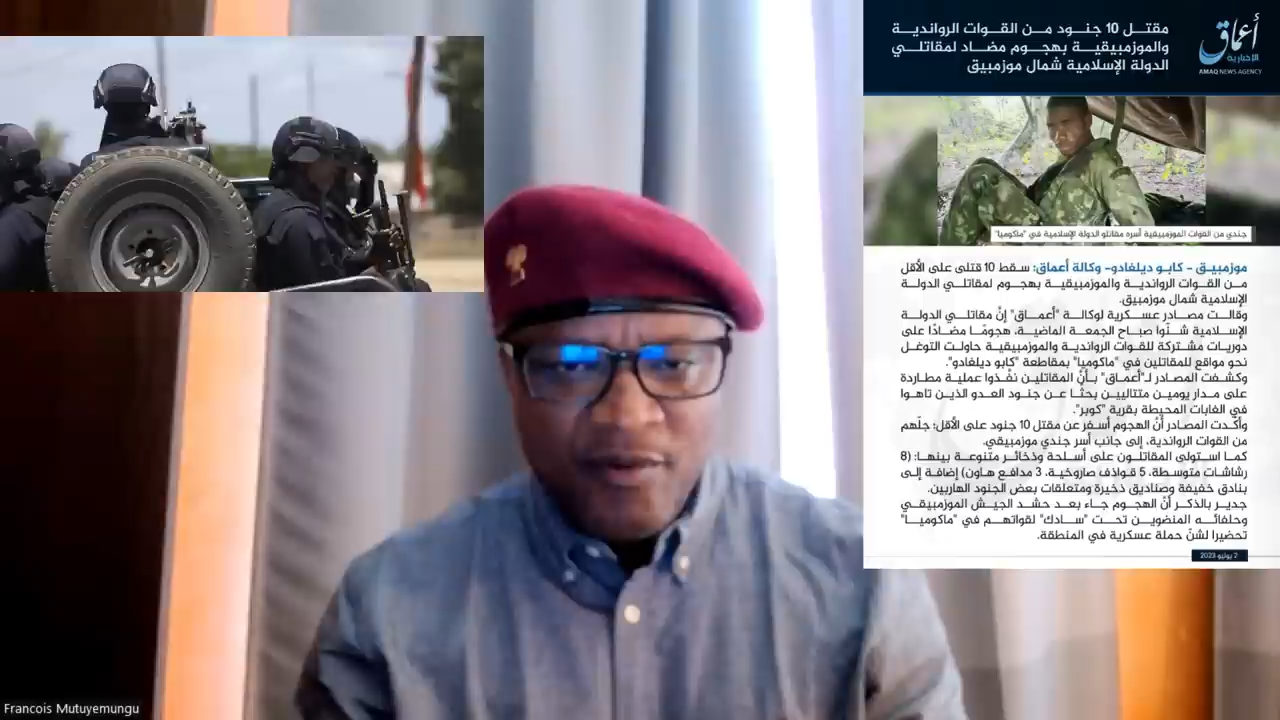 مقتل 10 جنود من القوات الرواندية
والموزمبيقية بهجوم مضاد لمقاتلي
الدولة الإسلامية شمال موزمبيق
أعماق
الإخبارية
AMAQ NEWS AGENCY
جندي من القوات الموزمبيقية أسره مقاتلو الدولة الإسلامية في "ماكوميا"
موزمبيق - كابو ديلغادو- وكالة أعماق: سقط 10 قتلى على الأقل
من القوات الرواندية والموزمبيقية بهجوم لمقاتلي الدولة
الإسلامية شمال موزمبيق.
وقالت مصادر عسكرية لوكالة "أعماق" إنّ مقاتلي الدولة
الإسلامية شنّوا صباح الجمعة الماضية، هجومًا مضادًا على
دوريات مشتركة للقوات الرواندية والموزمبيقية حاولت التوغل
نحو مواقع للمقاتلين في "ماكوميا" بمقاطعة "كابو ديلغادو".
وكشفت المصادر لـ"أعماق" بأنّ المقاتلين نفّذوا عملية مطاردة
على مدار يومين متتاليين بحثًا عن جنود العدو الذين تاهوا
في الغابات المحيطة بقرية "كوبر".
وأكّدت المصادر أنّ الهجوم أسفر عن مقتل 10 جنود على الأقل؛ جلّهم
من القوات الرواندية، إلى جانب أسر جندي موزمبيقي.
كما استولى المقاتلون على أسلحة وذخائر متنوعة بينها: (8
رشاشات متوسطة، 5 قواذف صاروخية، 3 مدافع هاون) إضافة إلى
بنادق خفيفة وصناديق ذخيرة ومتعلقات بعض الجنود الهاربين.
جدير بالذكر أنّ الهجوم جاء بعد حشد الجيش الموزمبيقي
وحلفائه المنضوين تحت "سادك" لقواتهم في "ماكوميا"
تحضيرا لشنّ حملة عسكرية في المنطقة.
2 يونيو 2023
Francois Mutuyemungu